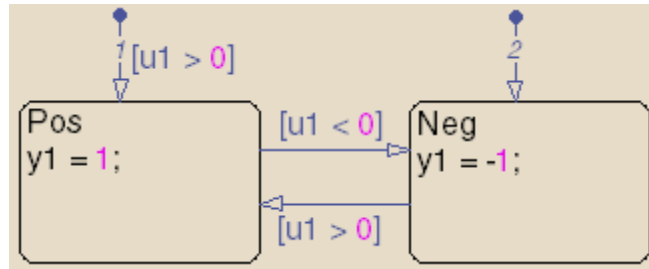 1
[u1 > 0]
2
Pos
y1 = 1;
[u1 < 0]
[u1 > 0]
Neg
y1 = -1;